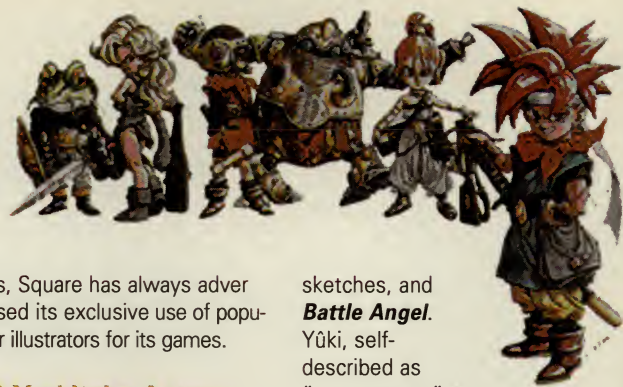 s, Square has always adver
sed its exclusive use of popu-
r illustrators for its games.
sketches, and
Battle Angel.
Yûki, self-
described as